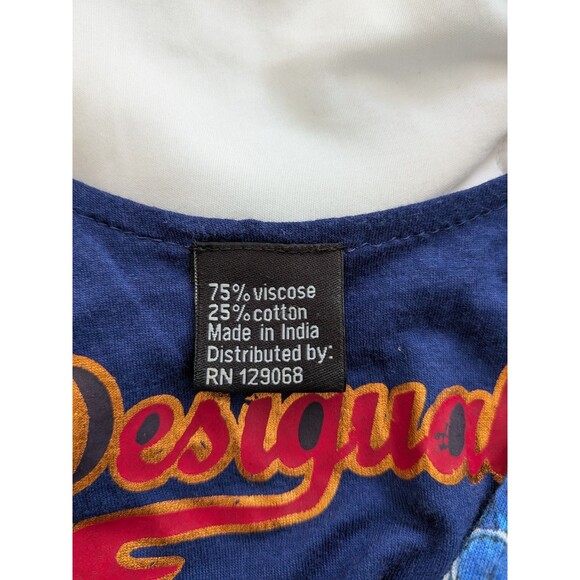 75% viscose
25% cotton
Made in India
Distributed by:
RN 129068
Desigual